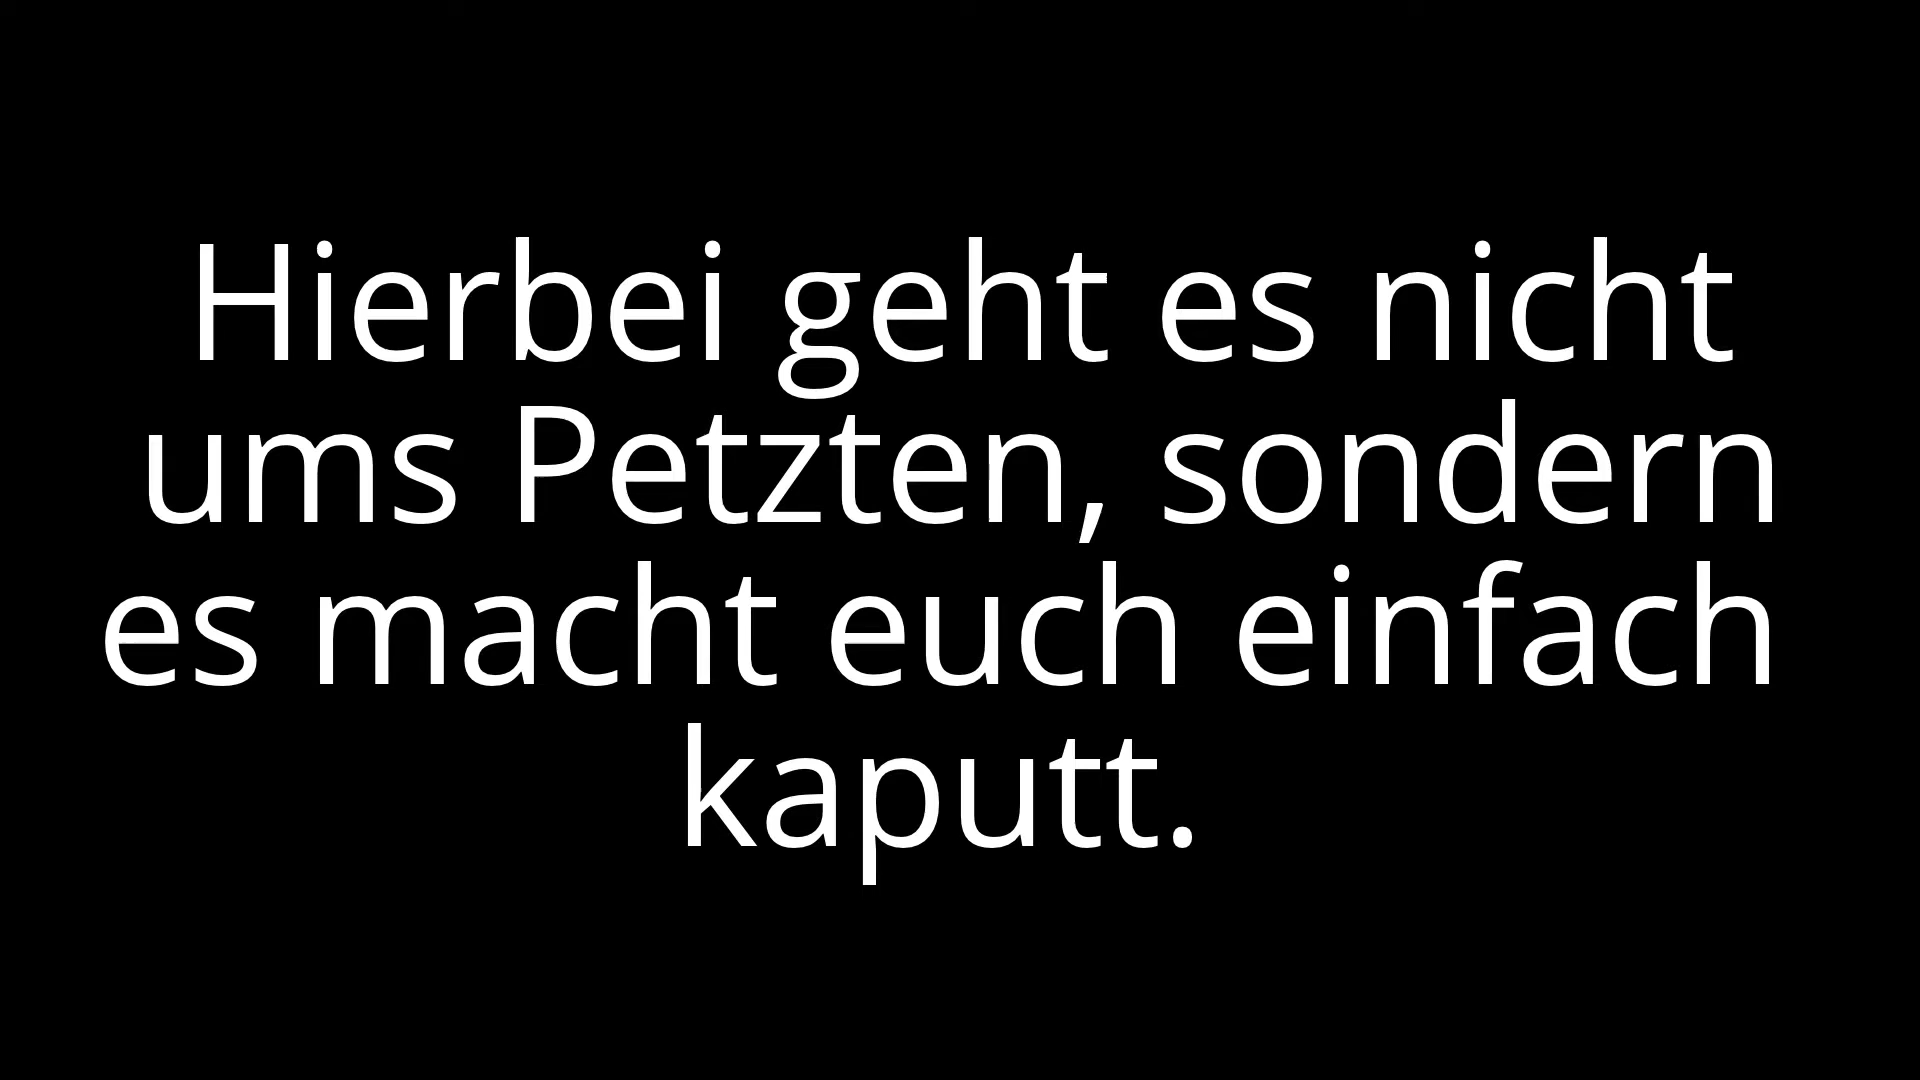 Hierbei geht es nicht
ums Petzten, sondern
es macht euch einfach
kaputt.